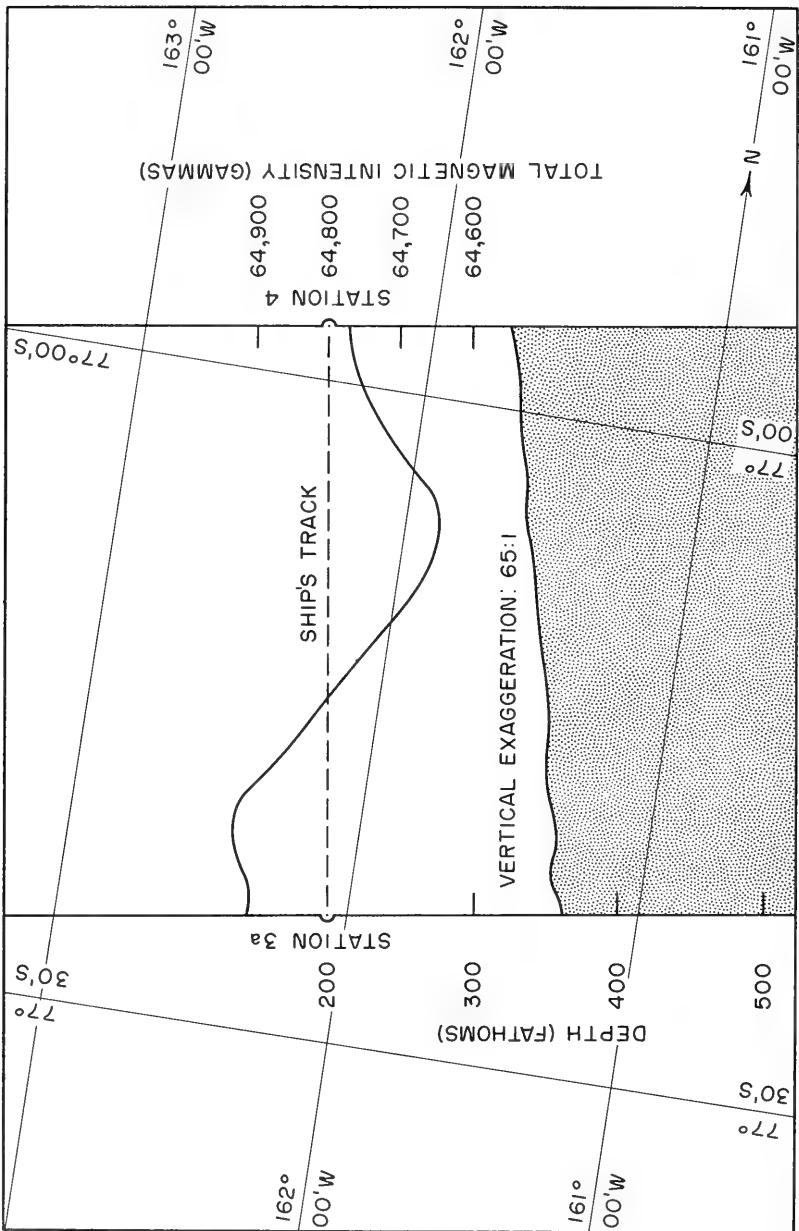 163°
00'W
162°
00'W
161°
00'W
TOTAL MAGNETIC INTENSITY (GAMMAS)
64,900
64,800
64,700
64,600
N
STATION 4
77°00'S
77°
00'S
SHIP'S TRACK
VERTICAL EXAGGERATION: 65:1
STATION 3a
77°
30'S
200
300
400
500
DEPTH (FATHOMS)
77°
30'S
162°
00'W
161°
00'W